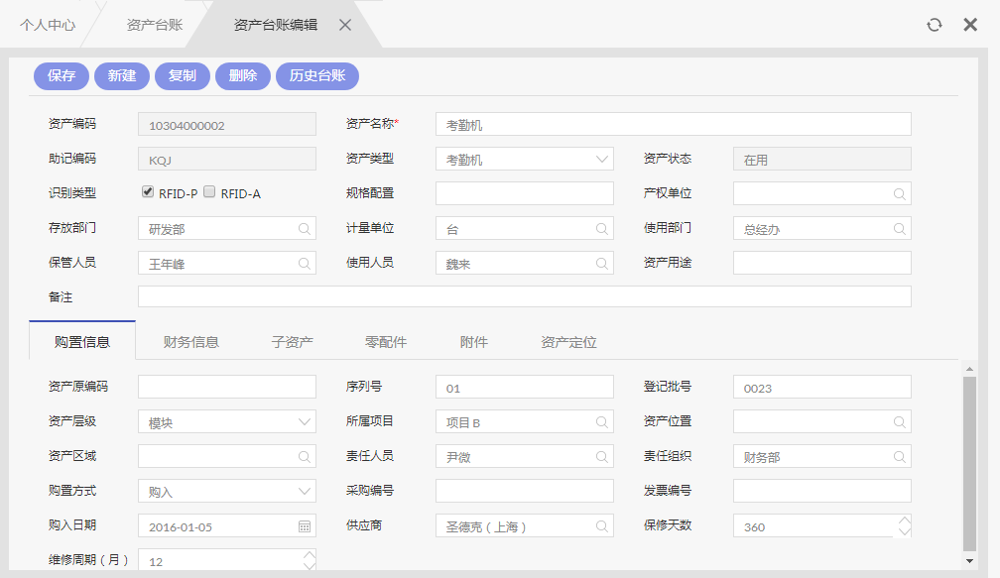 个人中心 资产台账 资产台账编辑
保存 新建 复制 删除 历史台账
资产编码 10304000002 资产名称* 考勤机
助记编码 KQJ 资产类型 考勤机 资产状态 在用
识别类型 RFID-P RFID-A 规格配置 产权单位
存放部门 研发部 计量单位 台 使用部门 总经办
保管人员 王年峰 使用人员 魏来 资产用途
备注
购置信息 财务信息 子资产 零配件 附件 资产定位
资产原编码 序列号 01 登记批号 0023
资产层级 模块 所属项目 项目 B 资产位置
资产区域 责任人员 尹微 责任组织 财务部
购置方式 购入 采购编号 发票编号
购入日期 2016-01-05 供应商 圣德克（上海） 保修天数 360
维修周期（月） 12